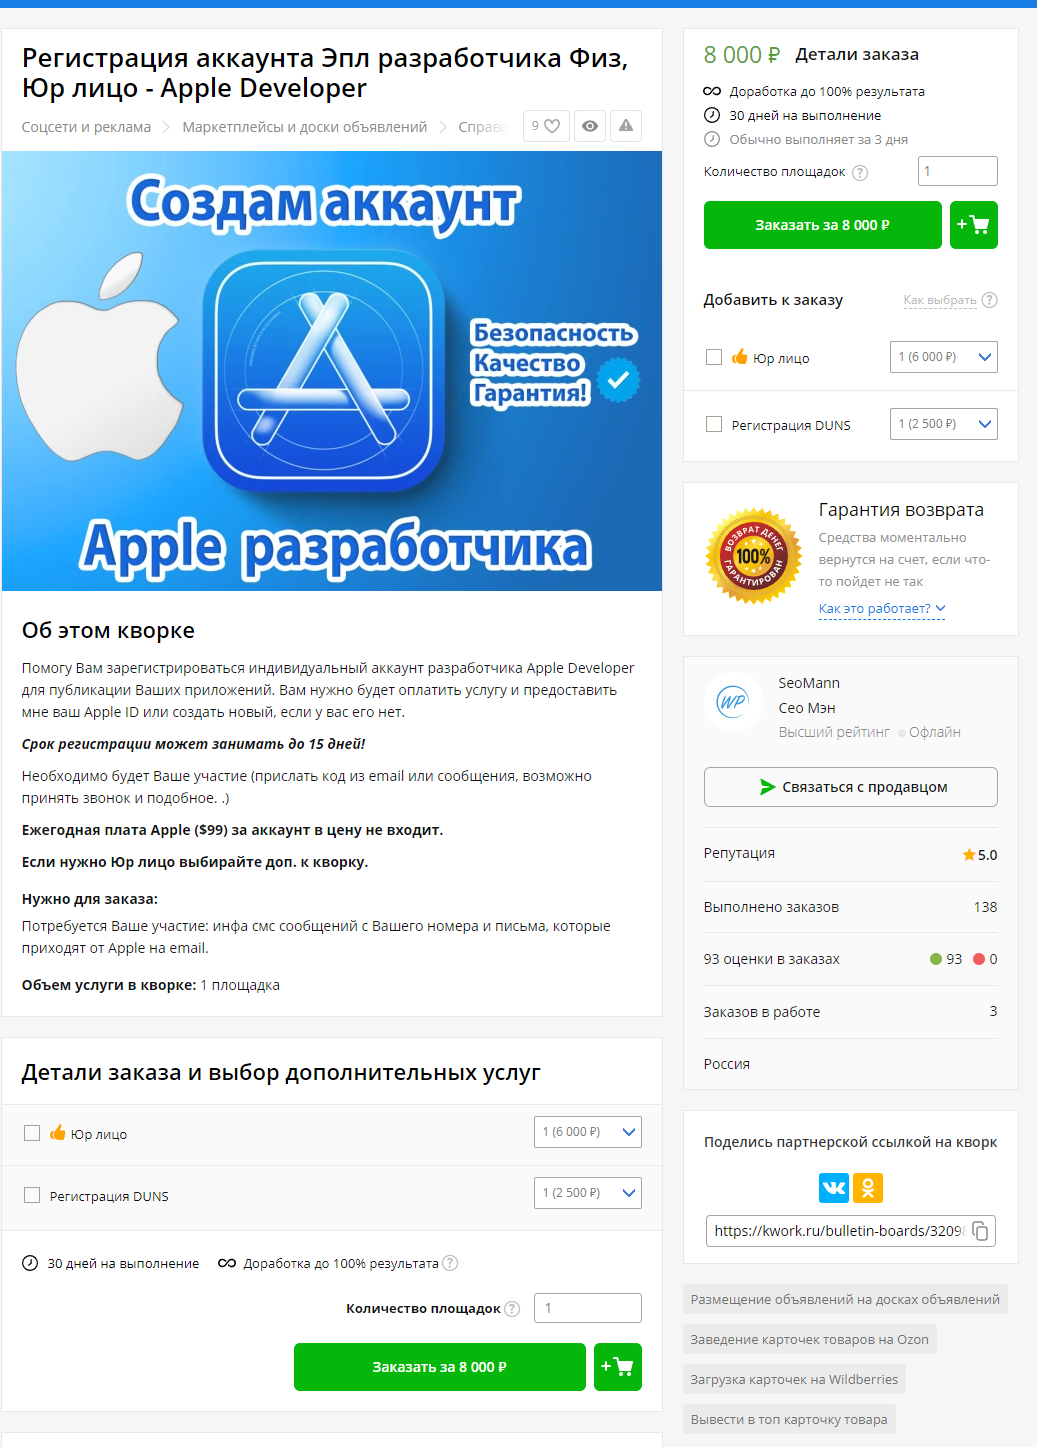 Регистрация аккаунта Эпл разработчика Физ,
Юр лицо - Apple Developer
Соцсети и реклама
Маркетплейсы и доски объявлений
9
Создам аккаунт
Безопасность
Качество
Гарантия!
Apple разработчика
Об этом кворке
Помогу Вам зарегистрироваться индивидуальный аккаунт разработчика Apple Developer
для публикации Ваших приложений. Вам нужно будет оплатить услугу и предоставить
мне ваш Apple ID или создать новый, если у вас его нет.
Срок регистрации может занимать до 15 дней!
Необходимо будет Ваше участие (прислать код из email или сообщения, возможно
принять звонок и подобное. .)
Ежегодная плата Apple ($99) за аккаунт в цену не входит.
Если нужно Юр лицо выбирайте доп. к кворку.
Нужно для заказа:
Потребуется Ваше участие: инфа смс сообщений с Вашего номера и письма, которые
приходят от Apple на email.
Объем услуги в кворке: 1 площадка
Детали заказа и выбор дополнительных услуг
Юр лицо
1 (6 000 ₽)
Регистрация DUNS
1 (2 500 ₽)
30 дней на выполнение
Доработка до 100% результата
?
Количество площадок ?
1
Заказать за 8 000 ₽
+
8 000 ₽ Детали заказа
Доработка до 100% результата
30 дней на выполнение
Обычно выполняет за 3 дня
Количество площадок ?
1
Заказать за 8 000 ₽
+
Добавить к заказу
Как выбрать ?
Юр лицо
1 (6 000 ₽)
Регистрация DUNS
1 (2 500 ₽)
ВОЗВРАТ ДЕНЕГ
100%
ГАРАНТИРОВАН
Гарантия возврата
Средства моментально
вернутся на счет, если что-
то пойдет не так
Как это работает?
WP
SeoMann
Сео Мэн
Высший рейтинг
Офлайн
Связаться с продавцом
Репутация
5.0
Выполнено заказов
138
93 оценки в заказах
93
0
Заказов в работе
3
Россия
Поделись партнерской ссылкой на кворк
https://kwork.ru/bulletin-boards/3209
Размещение объявлений на досках объявлений
Заведение карточек товаров на Ozon
Загрузка карточек на Wildberries
Вывести в топ карточку товара